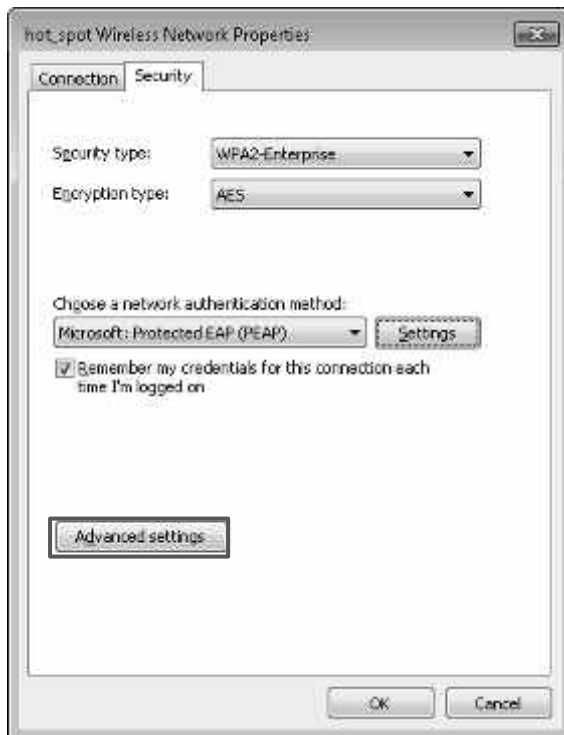 hot_spot Wireless Network Properties
Connection Security
Security type: WPA2-Enterprise
Encryption type: AES
Choose a network authentication method:
Microsoft: Protected EAP (PEAP) Settings
Remember my credentials for this connection each
time I'm logged on
Advanced settings
OK Cancel